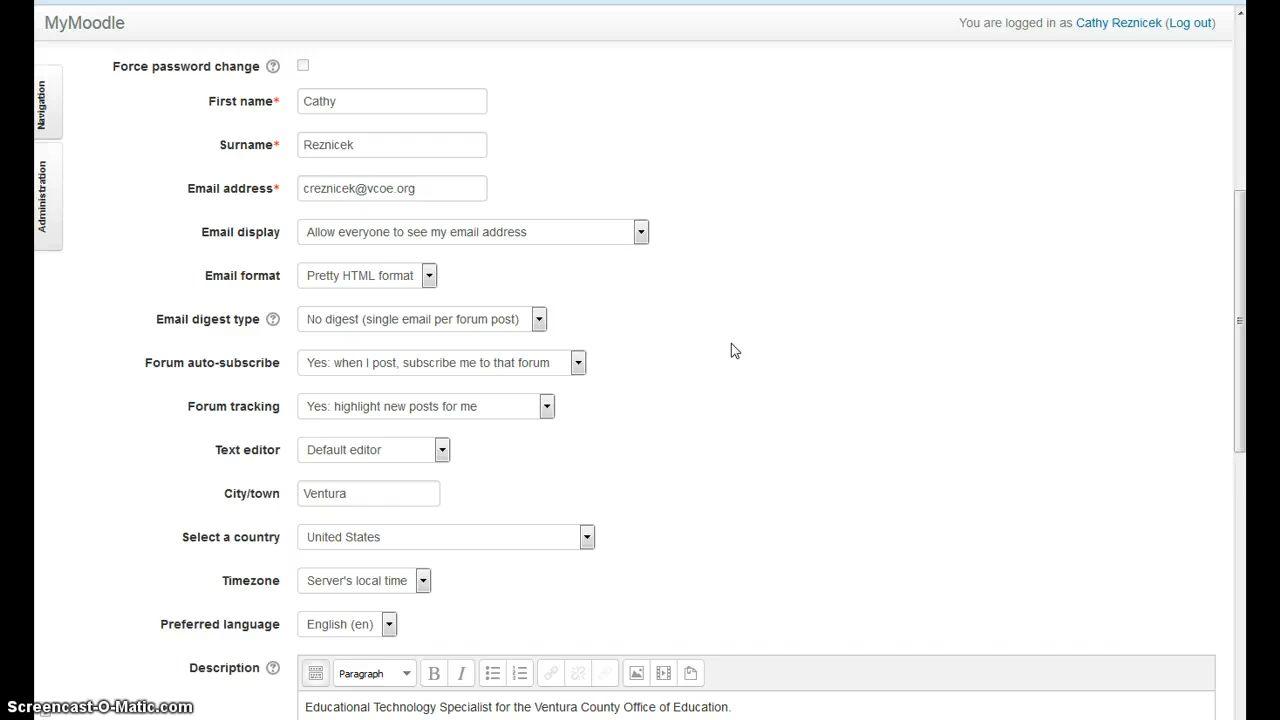 MyMoodle
You are logged in as Cathy Reznicek (Log out)
Navigation
Administration
Force password change
First name* Cathy
Surname* Reznicek
Email address* creznicek@vcoe.org
Email display Allow everyone to see my email address
Email format Pretty HTML format
Email digest type No digest (single email per forum post)
Forum auto-subscribe Yes: when I post, subscribe me to that forum
Forum tracking Yes: highlight new posts for me
Text editor Default editor
City/town Ventura
Select a country United States
Timezone Server's local time
Preferred language English (en)
Description Paragraph B I
Educational Technology Specialist for the Ventura County Office of Education.
Screencast-O-Matic.com